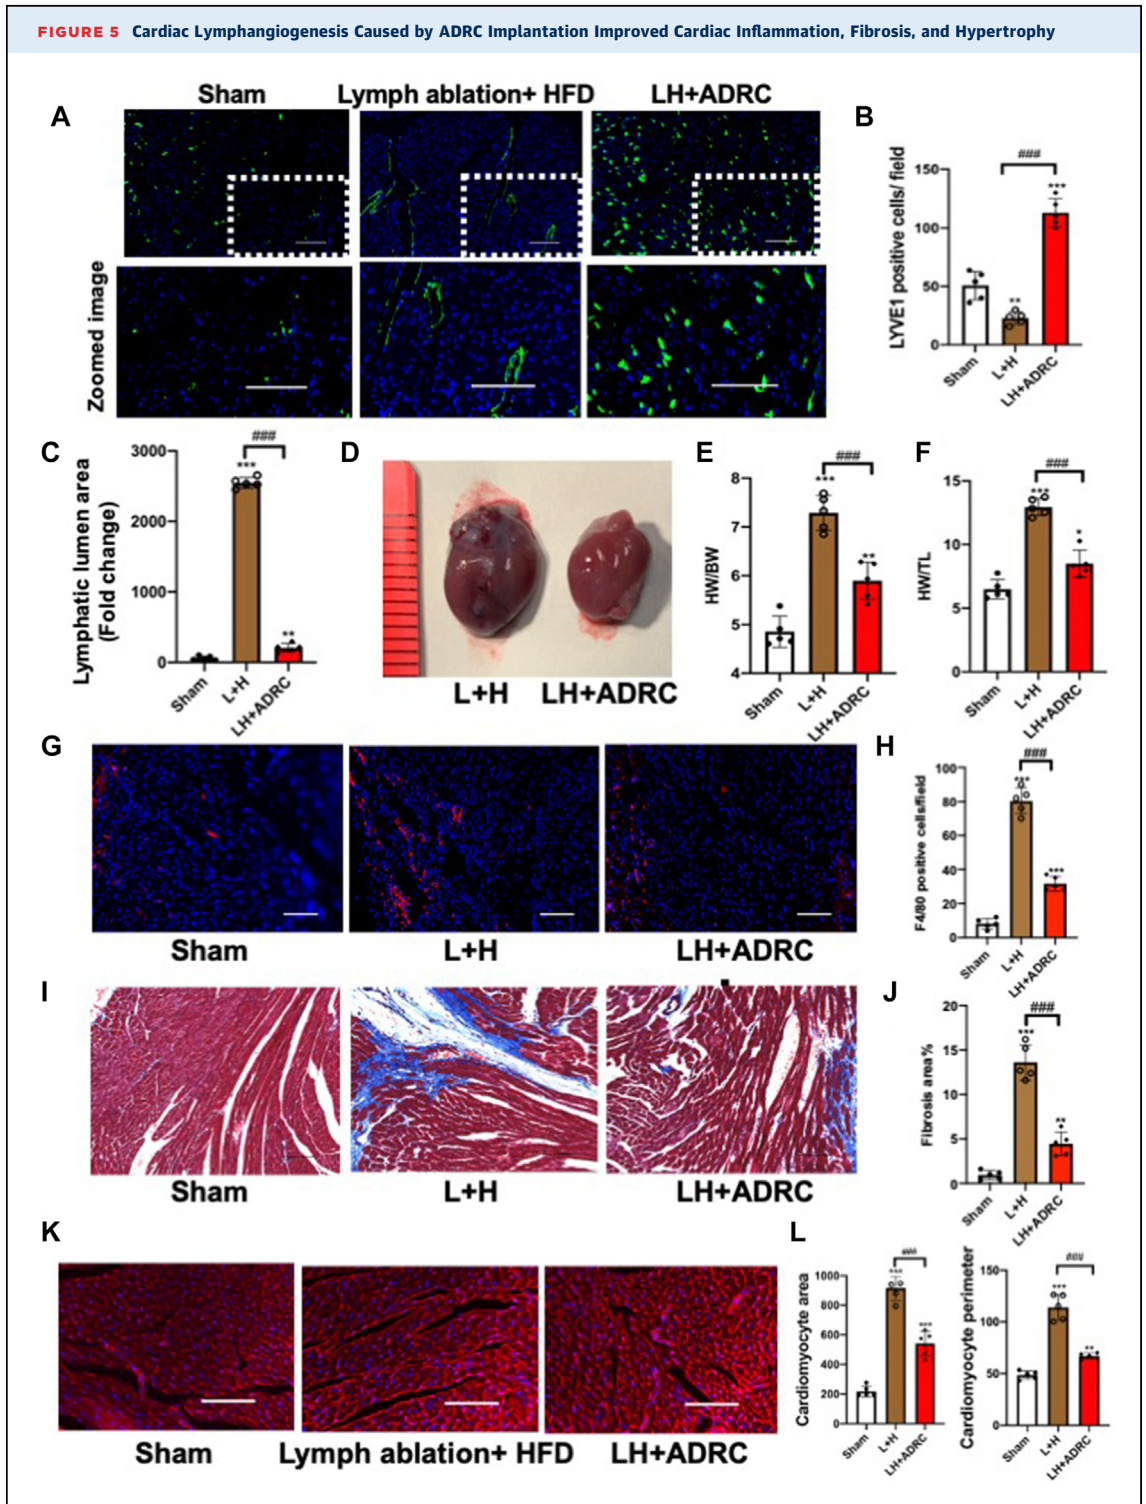 FIGURE 5 Cardiac Lymphangiogenesis Caused by ADRC Implantation Improved Cardiac Inflammation, Fibrosis, and Hypertrophy
A
Sham
Lymph ablation+ HFD
LH+ADRC
Zoomed image
B
LYVE1 positive cells/ field
150
100
50
0
###
***
**
Sham
L+H
LH+ADRC
C
Lymphatic lumen area
(Fold change)
3000
2000
1000
0
###
***
**
Sham
L+H
LH+ADRC
D
L+H
LH+ADRC
E
HW/BW
8
7
6
5
4
###
***
**
Sham
L+H
LH+ADRC
F
HW/TL
15
10
5
0
###
***
*
Sham
L+H
LH+ADRC
G
Sham
L+H
LH+ADRC
H
F4/80 positive cells/field
100
80
60
40
20
0
###
***
***
Sham
L+H
LH+ADRC
I
Sham
L+H
LH+ADRC
J
Fibrosis area%
20
15
10
5
0
###
***
**
Sham
L+H
LH+ADRC
K
Sham
Lymph ablation+ HFD
LH+ADRC
L
Cardiomyocyte area
1000
800
600
400
200
0
###
***
***
Sham
L+H
LH+ADRC
Cardiomyocyte perimeter
150
100
50
0
###
***
**
Sham
L+H
LH+ADRC